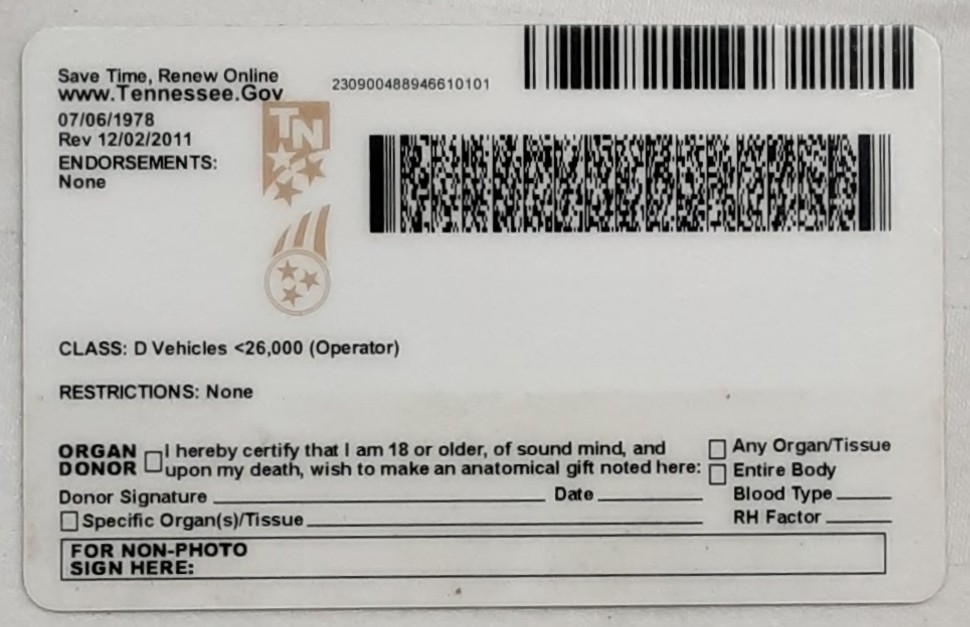 Save Time, Renew Online
www.Tennessee.Gov
230900488946610101
07/06/1978
Rev 12/02/2011
ENDORSEMENTS:
None
TN
CLASS: D Vehicles <26,000 (Operator)
RESTRICTIONS: None
ORGAN DONOR
I hereby certify that I am 18 or older, of sound mind, and
upon my death, wish to make an anatomical gift noted here:
Any Organ/Tissue
Entire Body
Donor Signature
Date
Blood Type
Specific Organ(s)/Tissue
RH Factor
FOR NON-PHOTO
SIGN HERE: